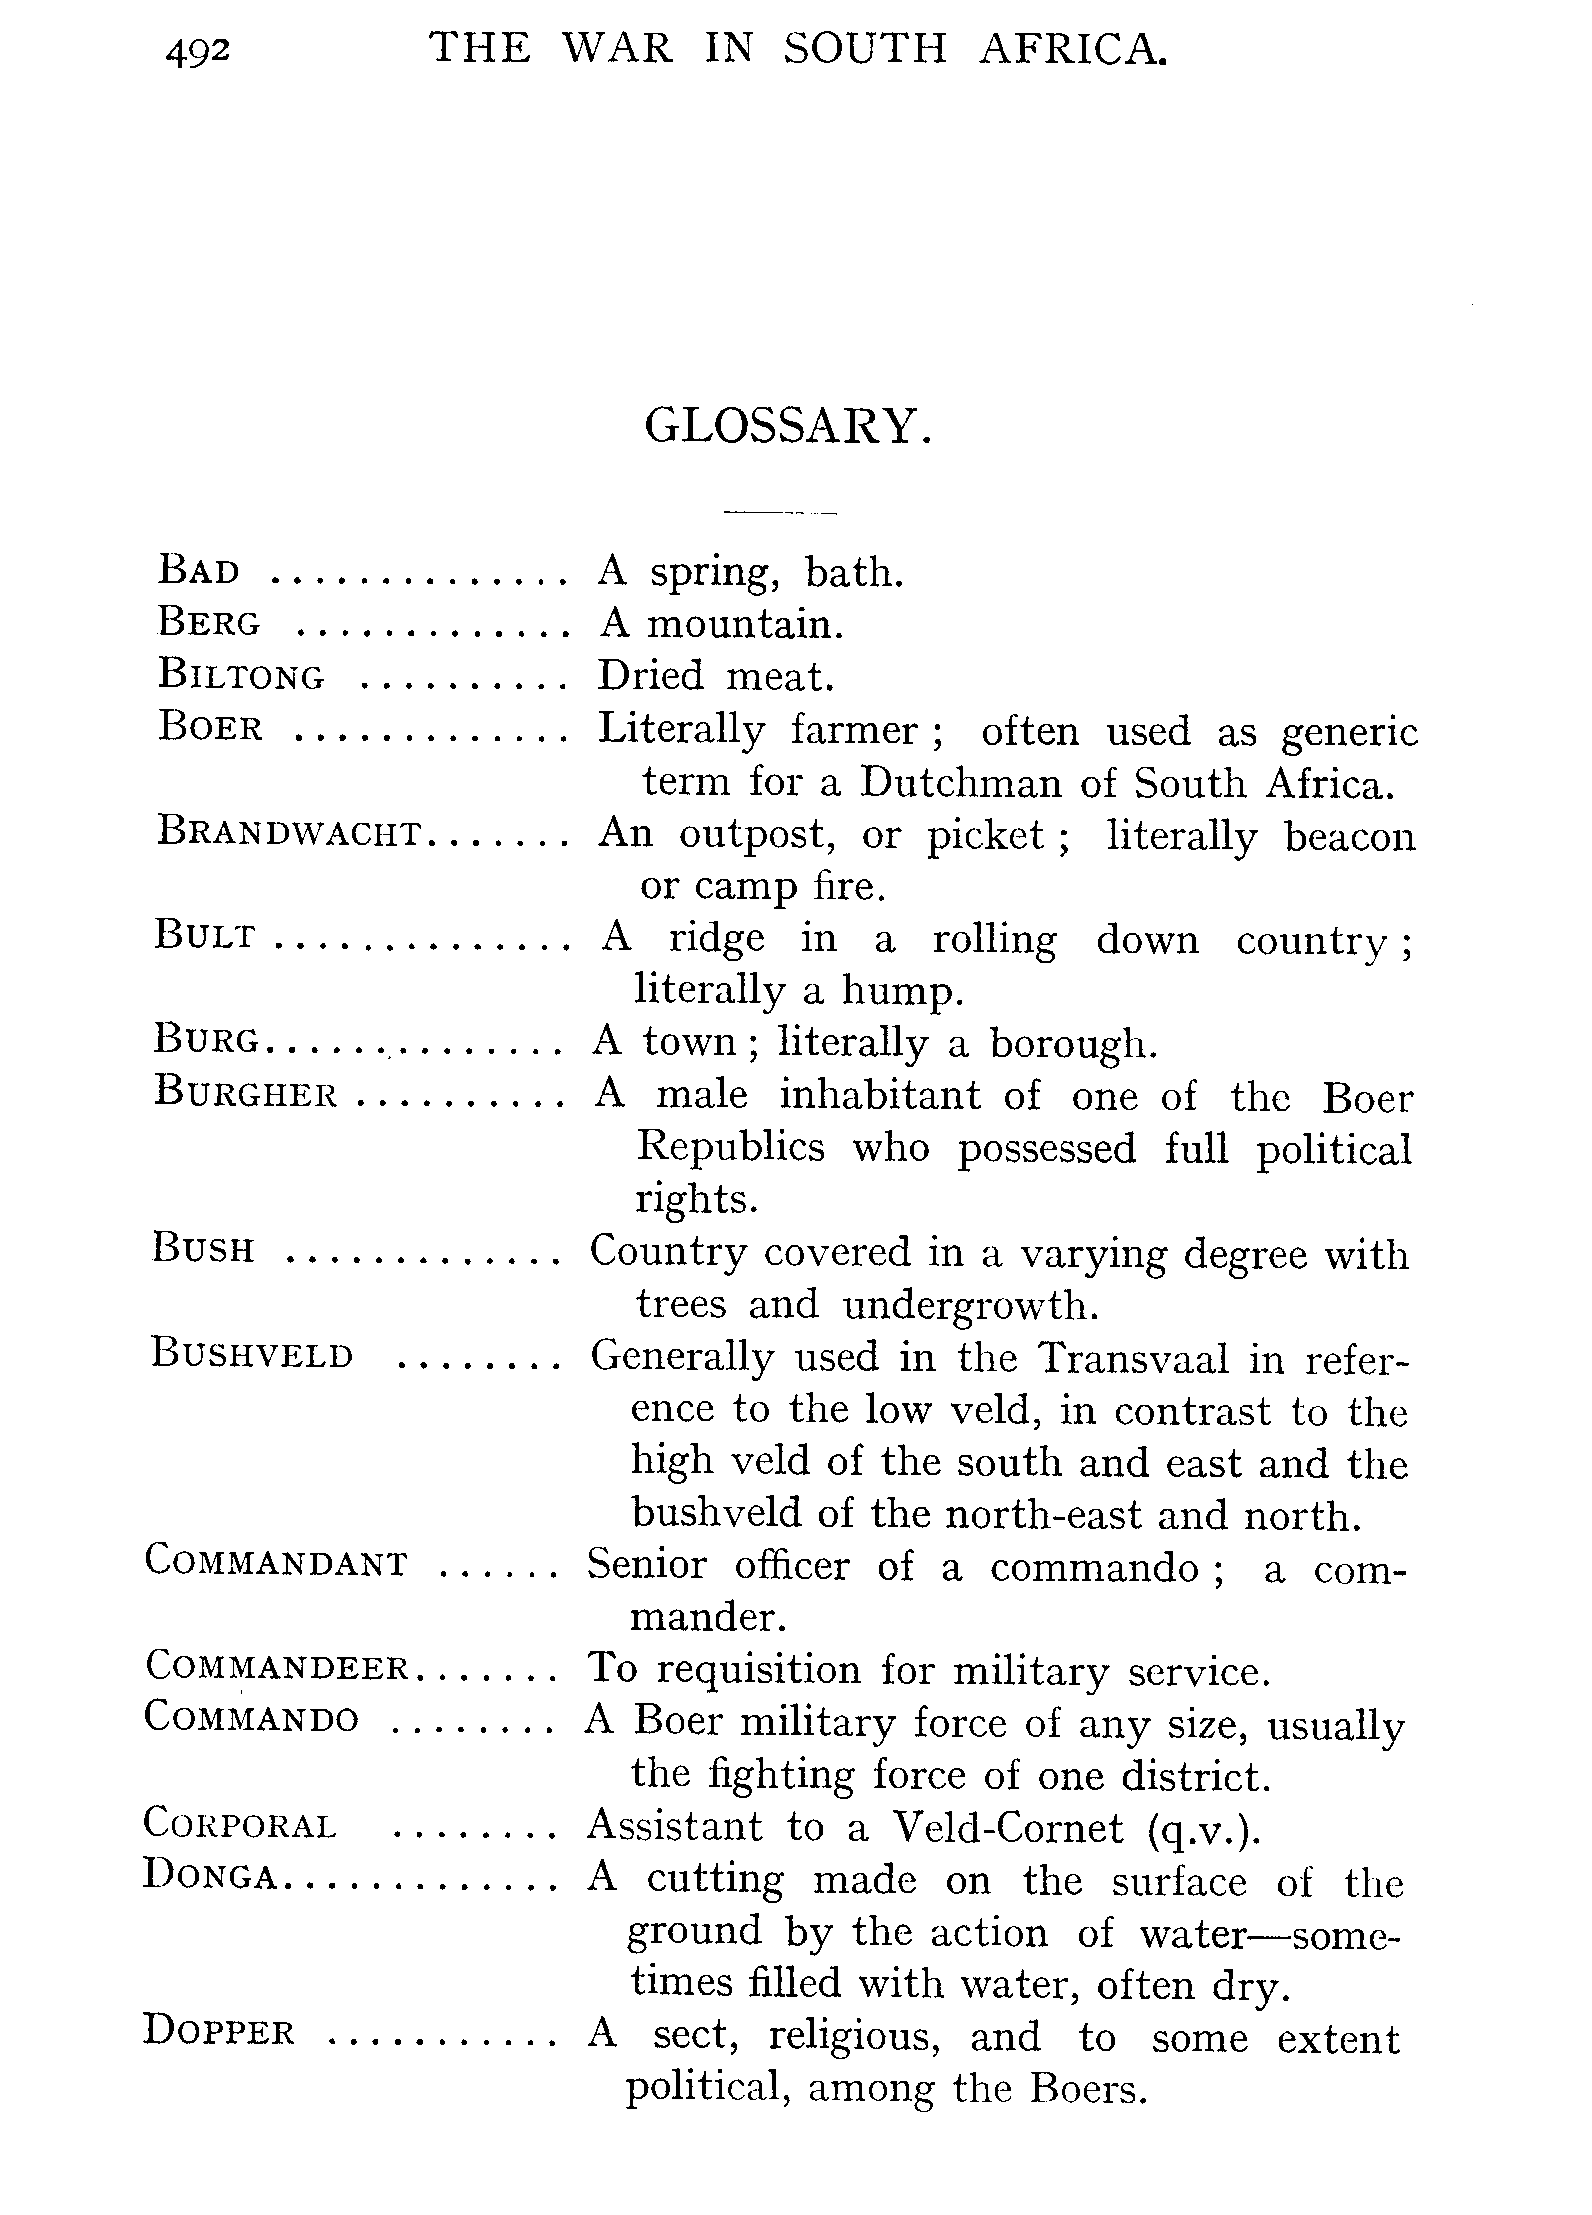 492 THE WAR IN SOUTH AFRICA.
GLOSSARY.
BAD .............. A spring, bath.
BERG ............. A mountain.
BILTONG .......... Dried meat.
BOER ............. Literally farmer ; often used as generic
term for a Dutchman of South Africa.
BRANDWACHT....... An outpost, or picket ; literally beacon
or camp fire.
BULT .............. A ridge in a rolling down country ;
literally a hump.
BURG.............. A town ; literally a borough.
BURGHER .......... A male inhabitant of one of the Boer
Republics who possessed full political
rights.
BUSH ............. Country covered in a varying degree with
trees and undergrowth.
BUSHVELD ........ Generally used in the Transvaal in refer-
ence to the low veld, in contrast to the
high veld of the south and east and the
bushveld of the north-east and north.
COMMANDANT ...... Senior officer of a commando ; a com-
mander.
COMMANDEER....... To requisition for military service.
COMMANDO ........ A Boer military force of any size, usually
the fighting force of one district.
CORPORAL ........ Assistant to a Veld-Cornet (q.v.).
DONGA............. A cutting made on the surface of the
ground by the action of water—some-
times filled with water, often dry.
DOPPER ........... A sect, religious, and to some extent
political, among the Boers.